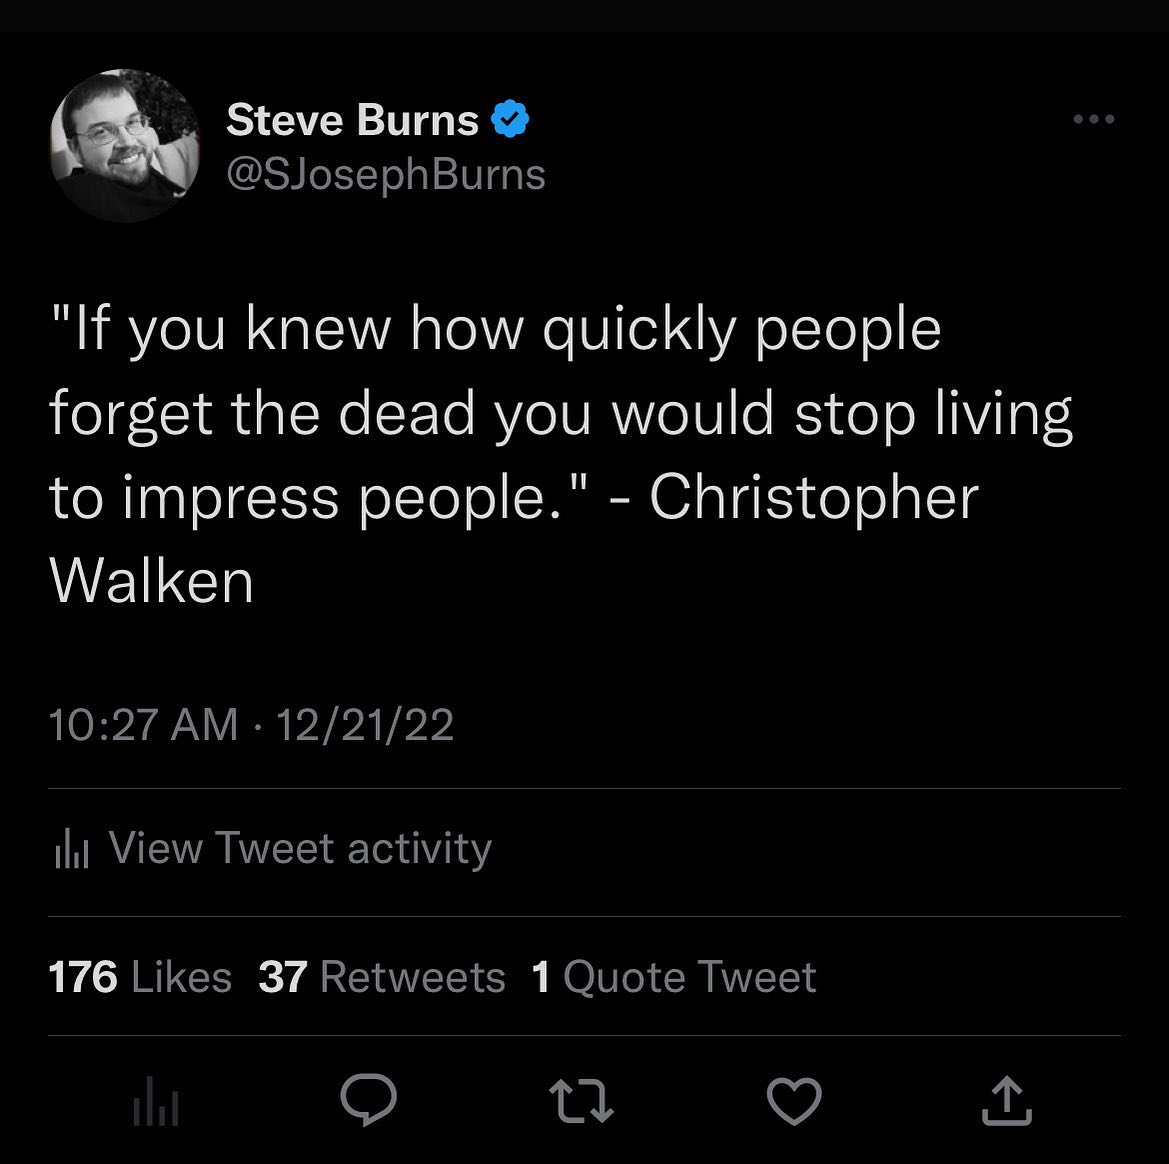 Steve Burns
@SJosephBurns
"If you knew how quickly people
forget the dead you would stop living
to impress people." - Christopher
Walken
10:27 AM · 12/21/22
View Tweet activity
176 Likes 37 Retweets 1 Quote Tweet